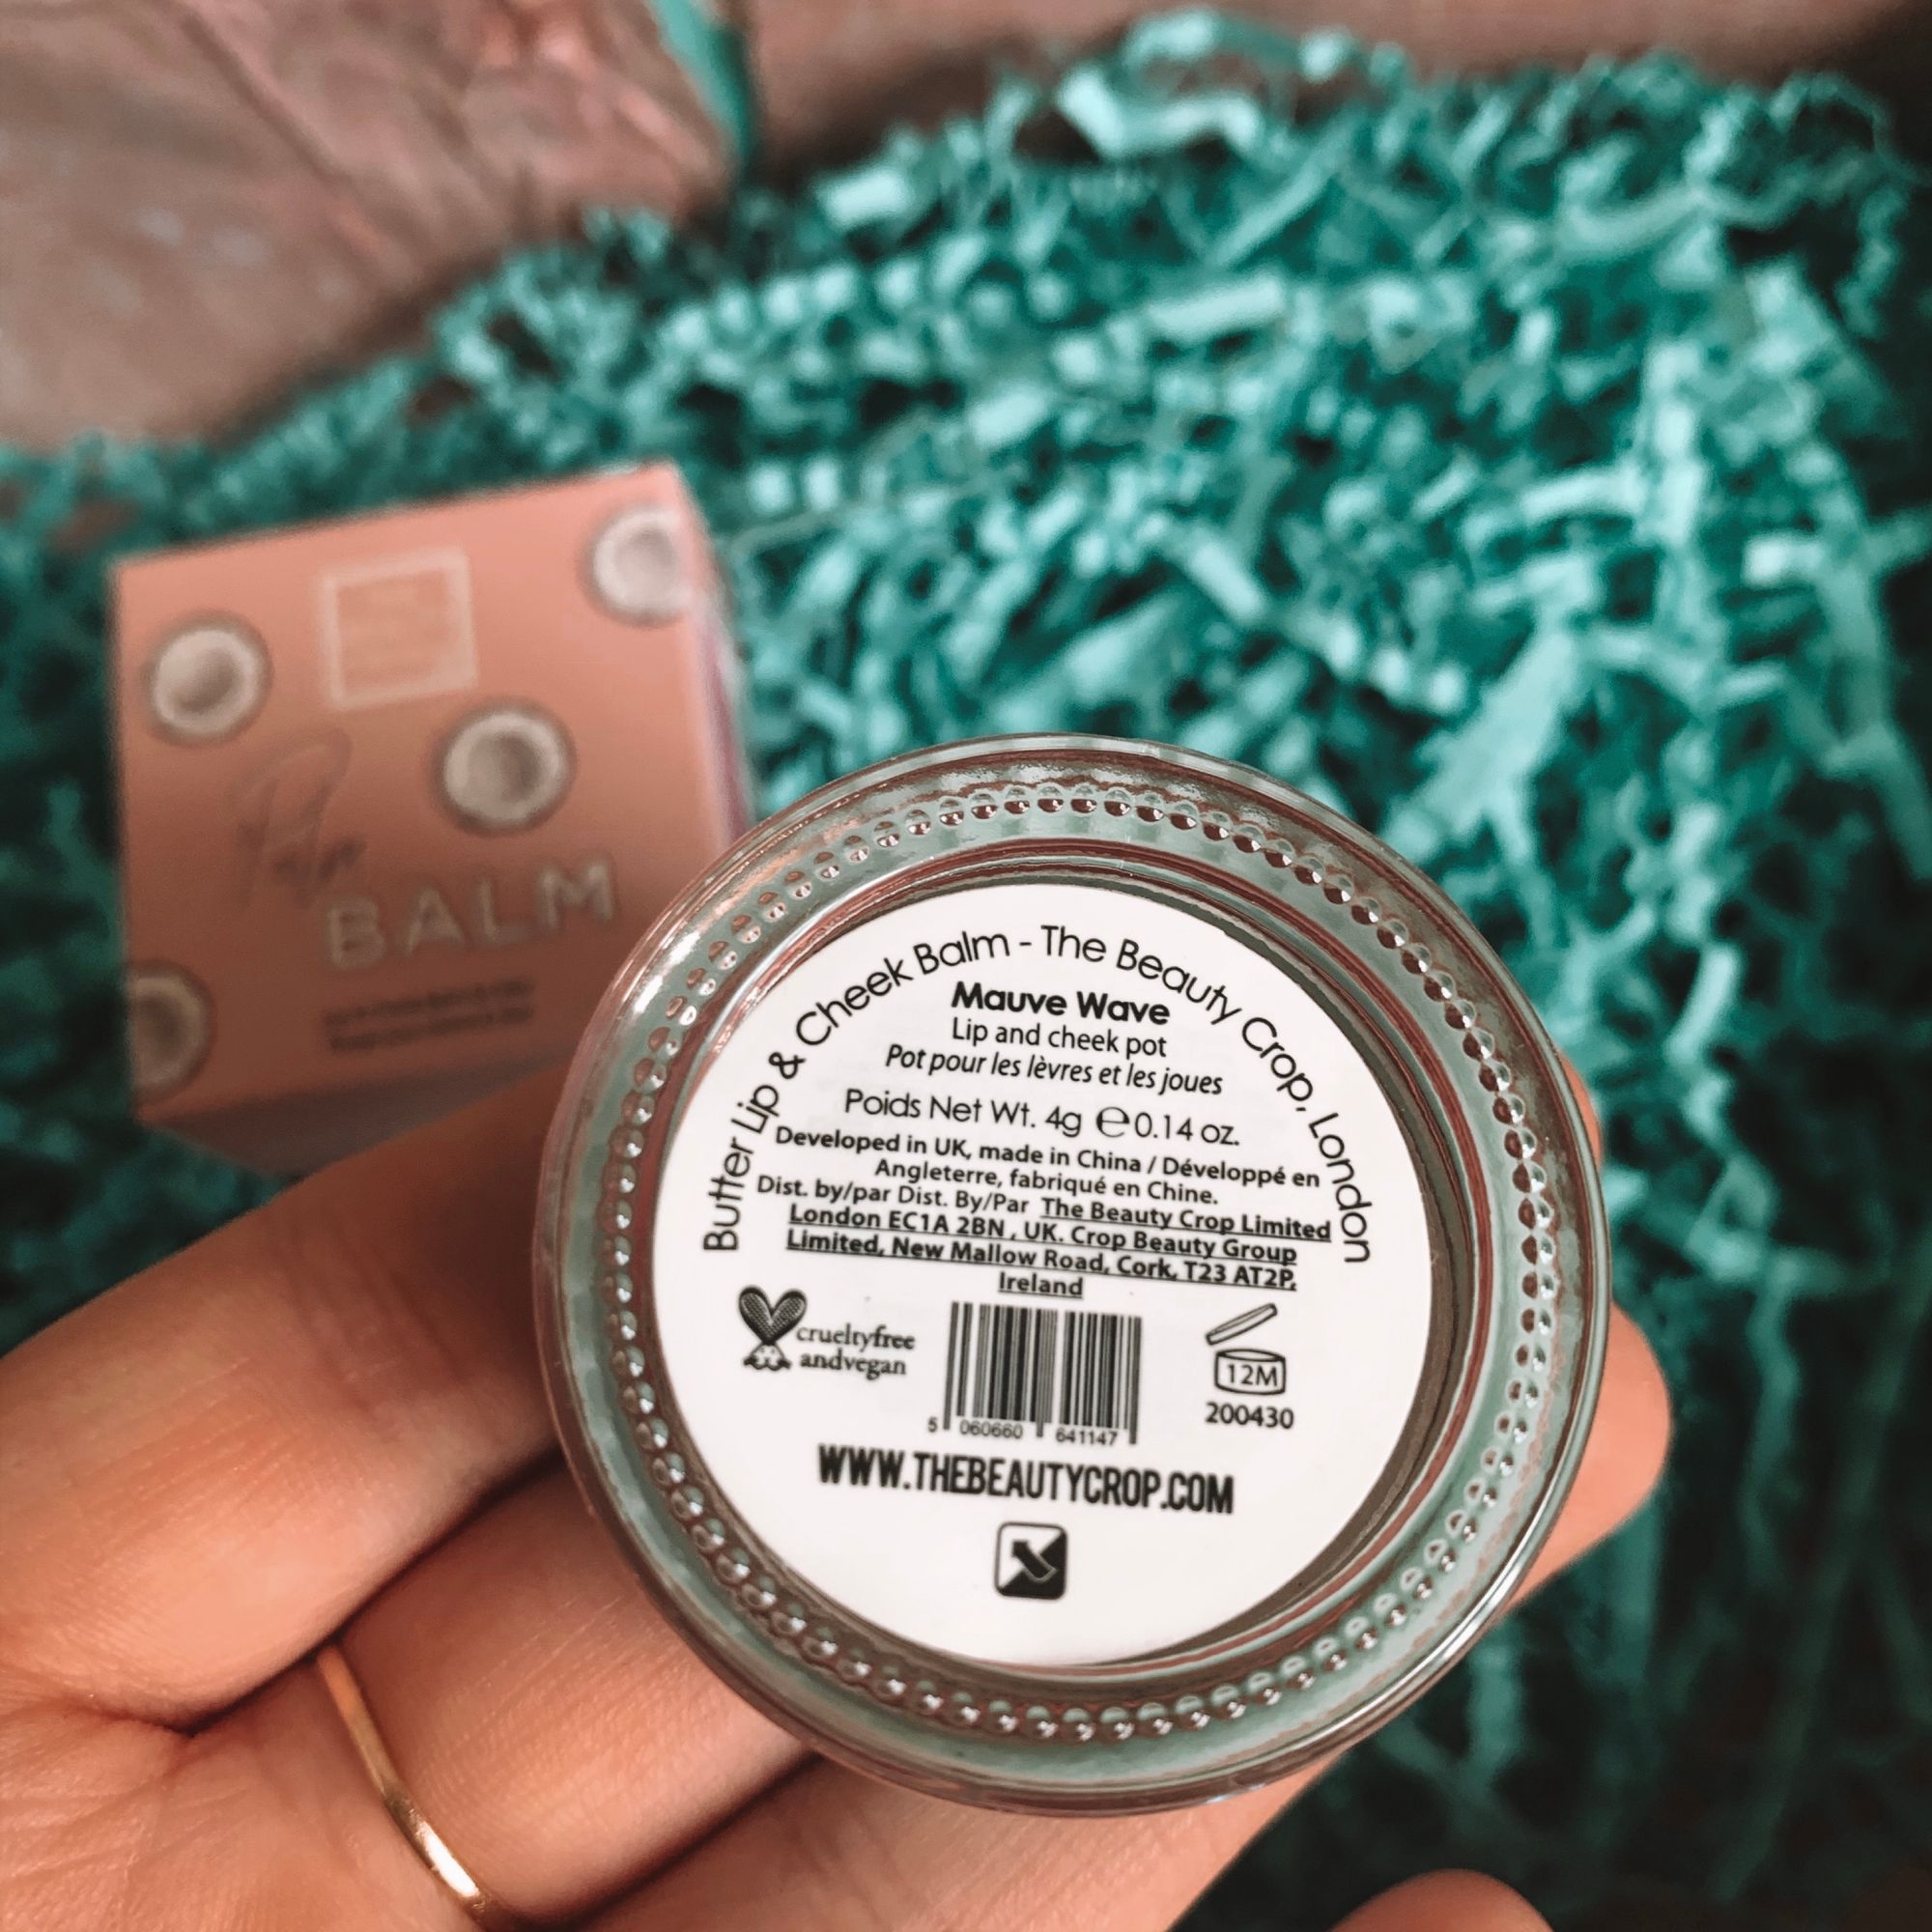 BALM
Butter Lip & Cheek Balm - The Beauty Crop, London
Mauve Wave
Lip and cheek pot
Pot pour les lèvres et les joues
Poids Net Wt. 4g ℮0.14 oz.
Developed in UK, made in China / Développé en
Angleterre, fabriqué en Chine.
Dist. by/par Dist. By/Par The Beauty Crop Limited
London EC1A 2BN , UK. Crop Beauty Group
Limited, New Mallow Road, Cork, T23 AT2P,
Ireland
crueltyfree
andvegan
12M
200430
5 060660 641147
WWW.THEBEAUTYCROP.COM